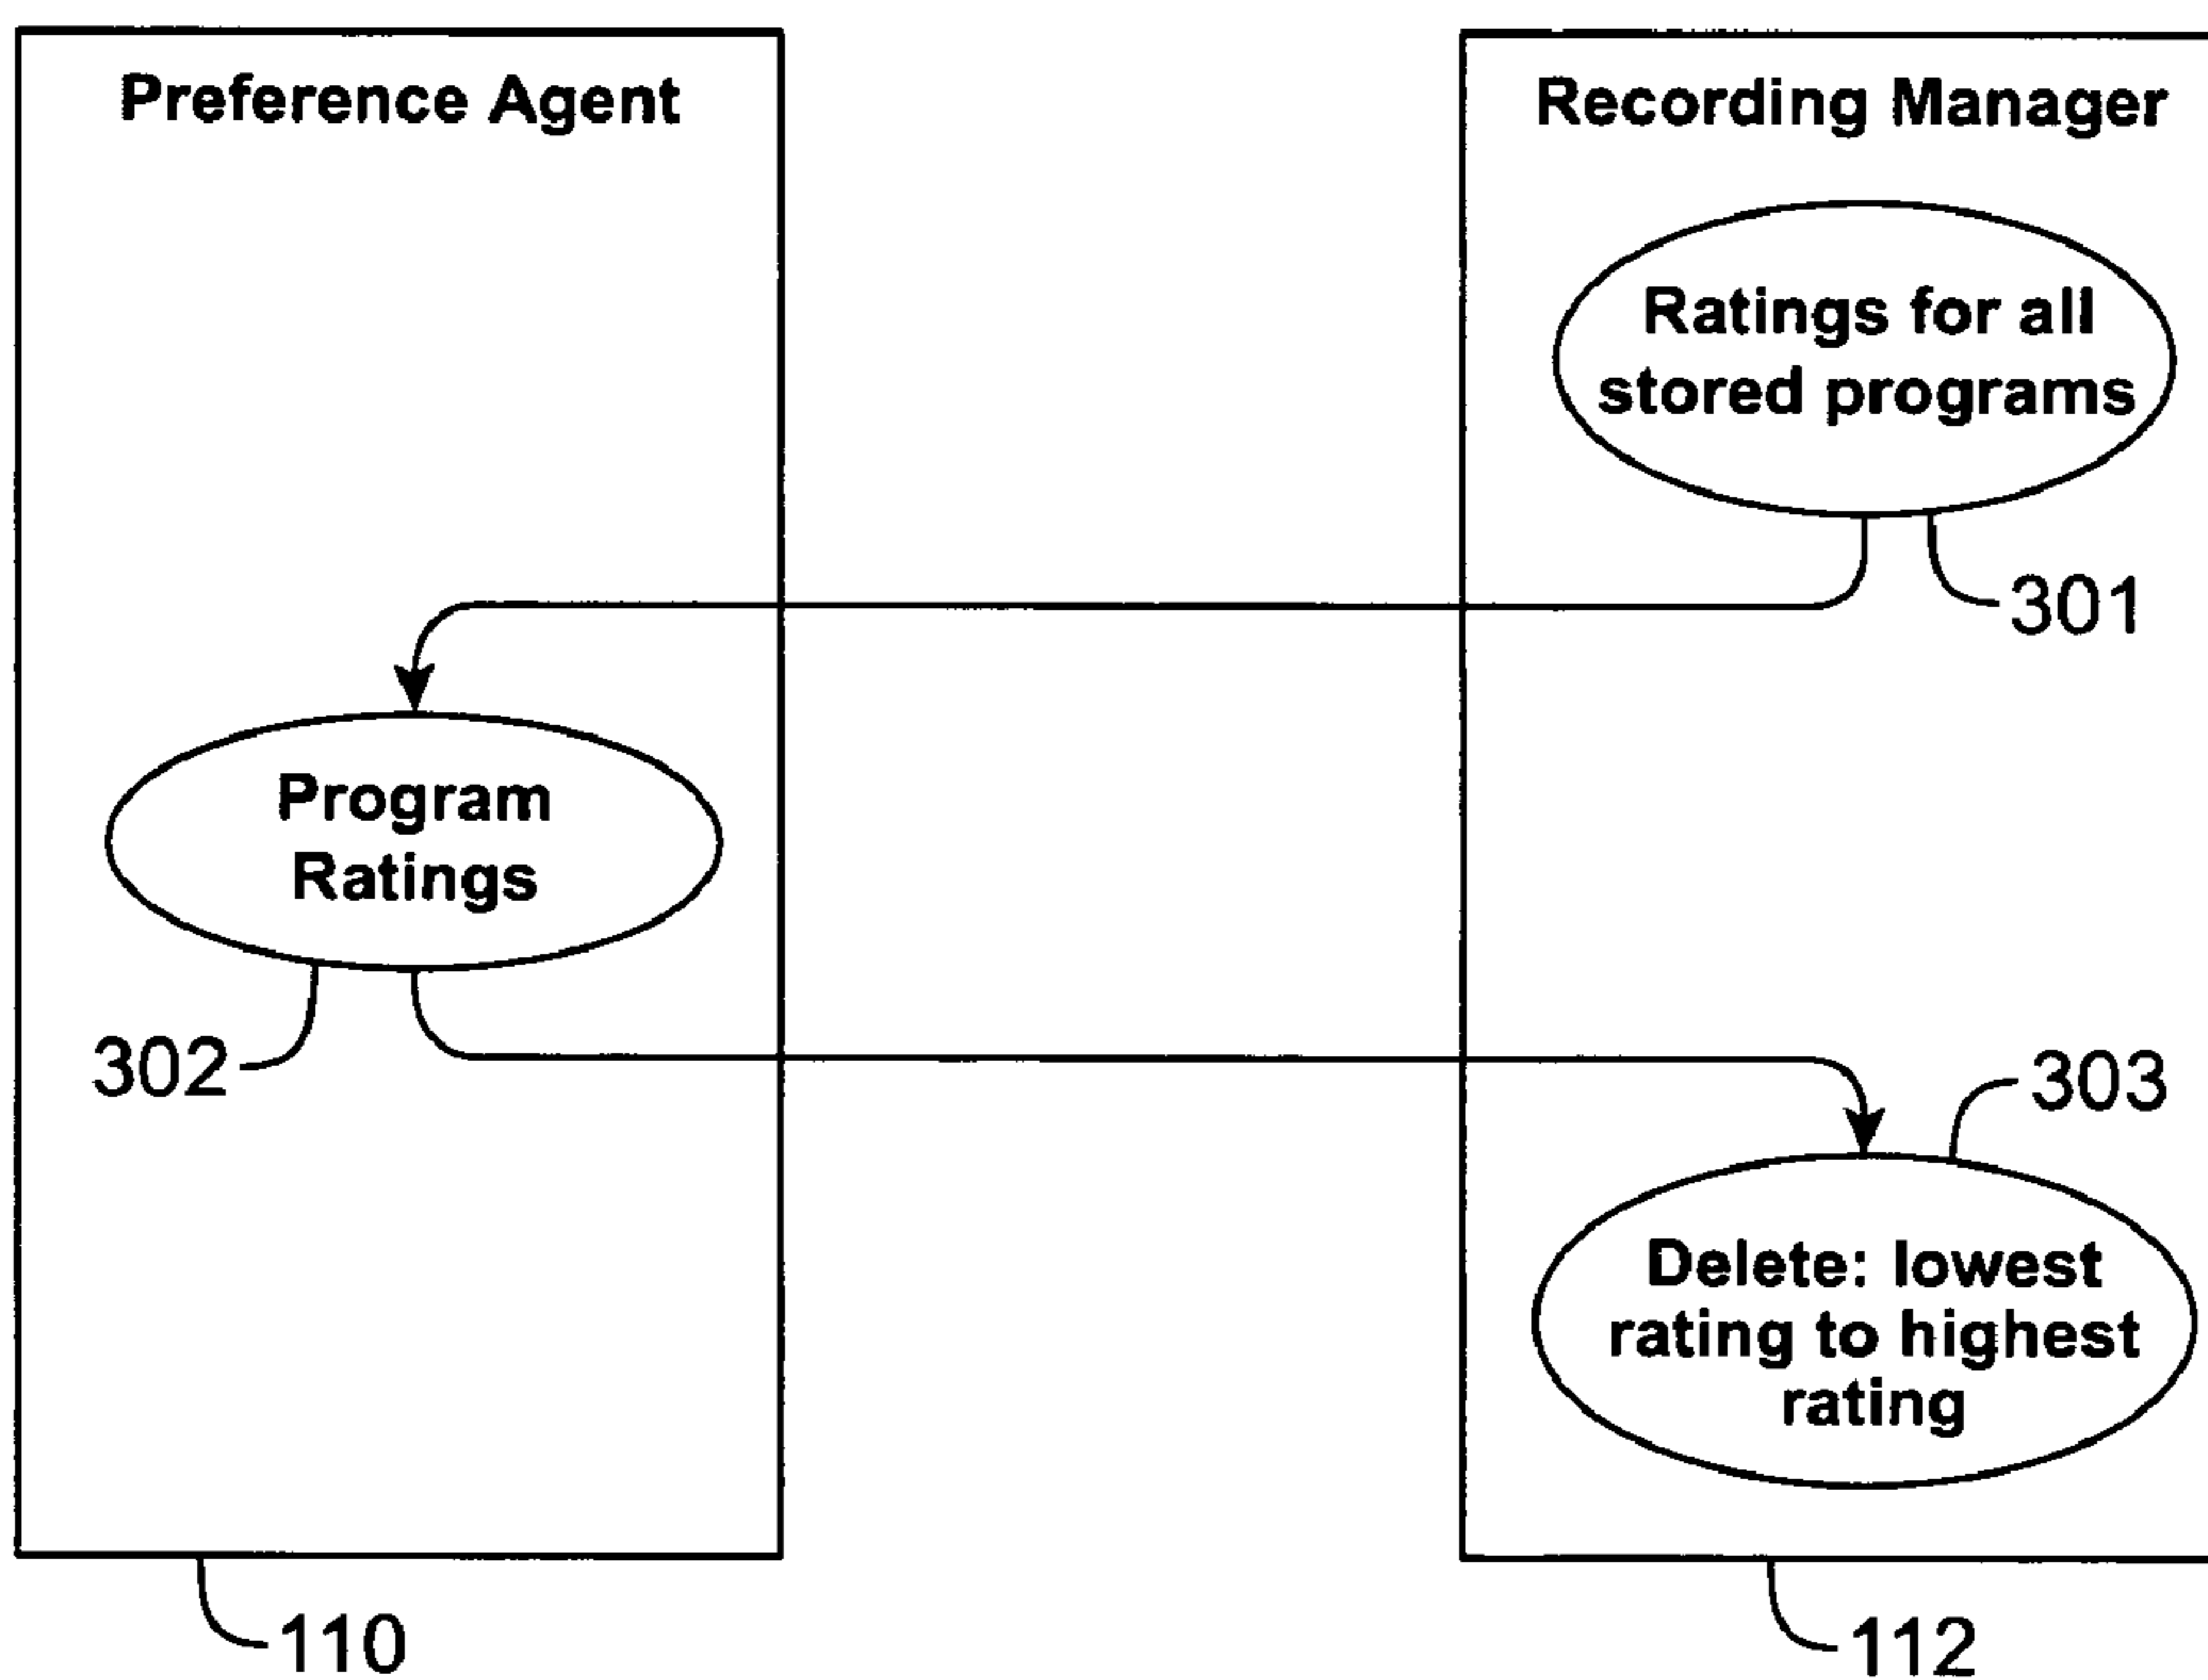 Preference Agent
Recording Manager
Ratings for all
stored programs
301
Program
Ratings
302
303
Delete: lowest
rating to highest
rating
110
112